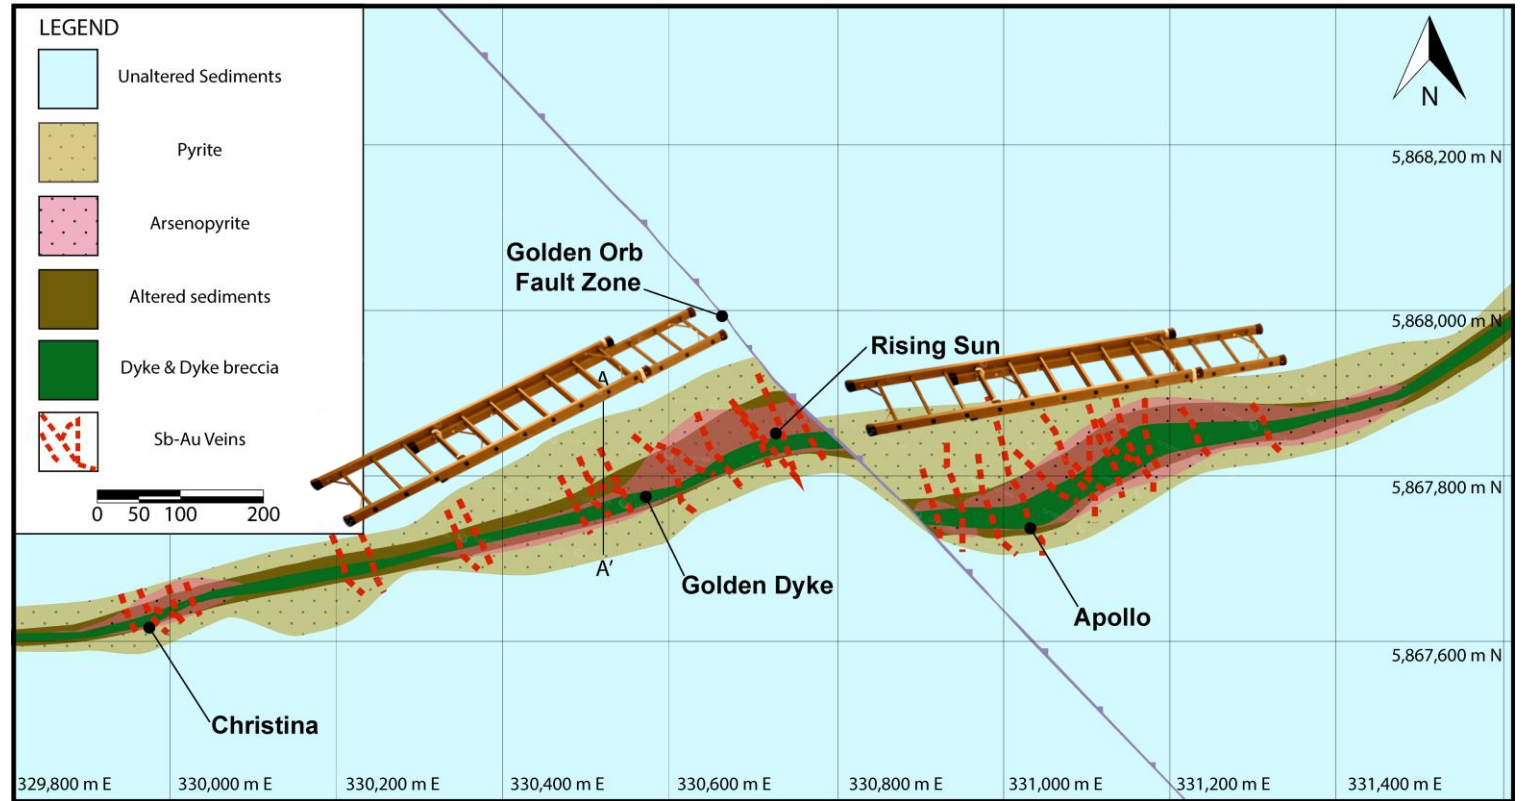 LEGEND
Unaltered Sediments
Pyrite
Arsenopyrite
Altered sediments
Dyke & Dyke breccia
Sb-Au Veins
0 50 100 200
N
5,868,200 m N
Golden Orb
Fault Zone
5,868,000 m N
Rising Sun
A
5,867,800 m N
A'
Golden Dyke
Apollo
5,867,600 m N
Christina
329,800 m E 330,000 m E 330,200 m E 330,400 m E 330,600 m E 330,800 m E 331,000 m E 331,200 m E 331,400 m E